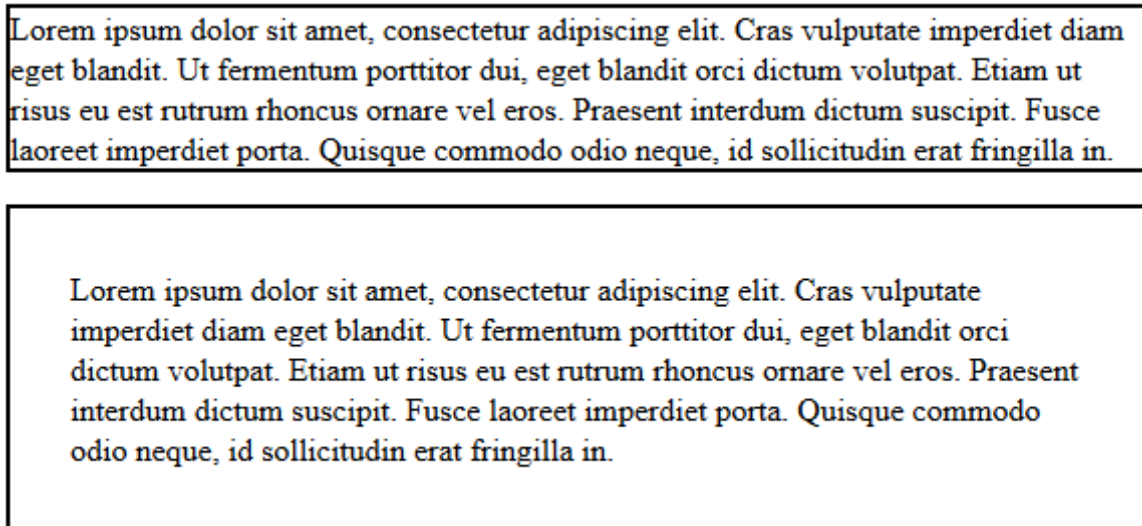 Lorem ipsum dolor sit amet, consectetur adipiscing elit. Cras vulputate imperdiet diam
eget blandit. Ut fermentum porttitor dui, eget blandit orci dictum volutpat. Etiam ut
risus eu est rutrum rhoncus ornare vel eros. Praesent interdum dictum suscipit. Fusce
laoreet imperdiet porta. Quisque commodo odio neque, id sollicitudin erat fringilla in.
Lorem ipsum dolor sit amet, consectetur adipiscing elit. Cras vulputate
imperdiet diam eget blandit. Ut fermentum porttitor dui, eget blandit orci
dictum volutpat. Etiam ut risus eu est rutrum rhoncus ornare vel eros. Praesent
interdum dictum suscipit. Fusce laoreet imperdiet porta. Quisque commodo
odio neque, id sollicitudin erat fringilla in.